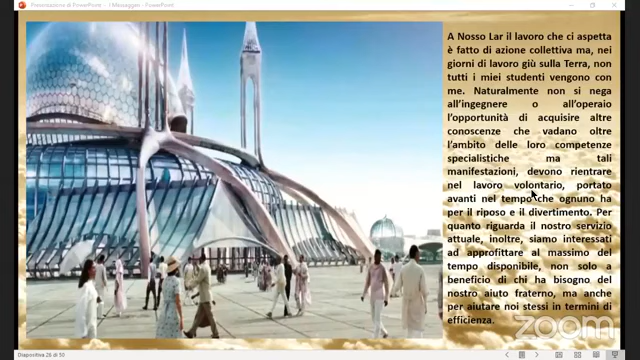 Presentazione di PowerPoint - I Messaggeri - PowerPoint
A Nosso Lar il lavoro che ci aspetta
è fatto di azione collettiva ma, nei
giorni di lavoro giù sulla Terra, non
tutti i miei studenti vengono con
me. Naturalmente non si nega
all'ingegnere o all'operaio
l'opportunità di acquisire altre
conoscenze che vadano oltre
l'ambito delle loro competenze
specialistiche ma tali
manifestazioni, devono rientrare
nel lavoro volontario, portato
avanti nel tempo che ognuno ha
per il riposo e il divertimento. Per
quanto riguarda il nostro servizio
attuale, inoltre, siamo interessati
ad approfittare al massimo del
tempo disponibile, non solo a
beneficio di chi ha bisogno del
nostro aiuto fraterno, ma anche
per aiutare noi stessi in termini di
efficienza.
zoom
Diapositiva 26 di 50